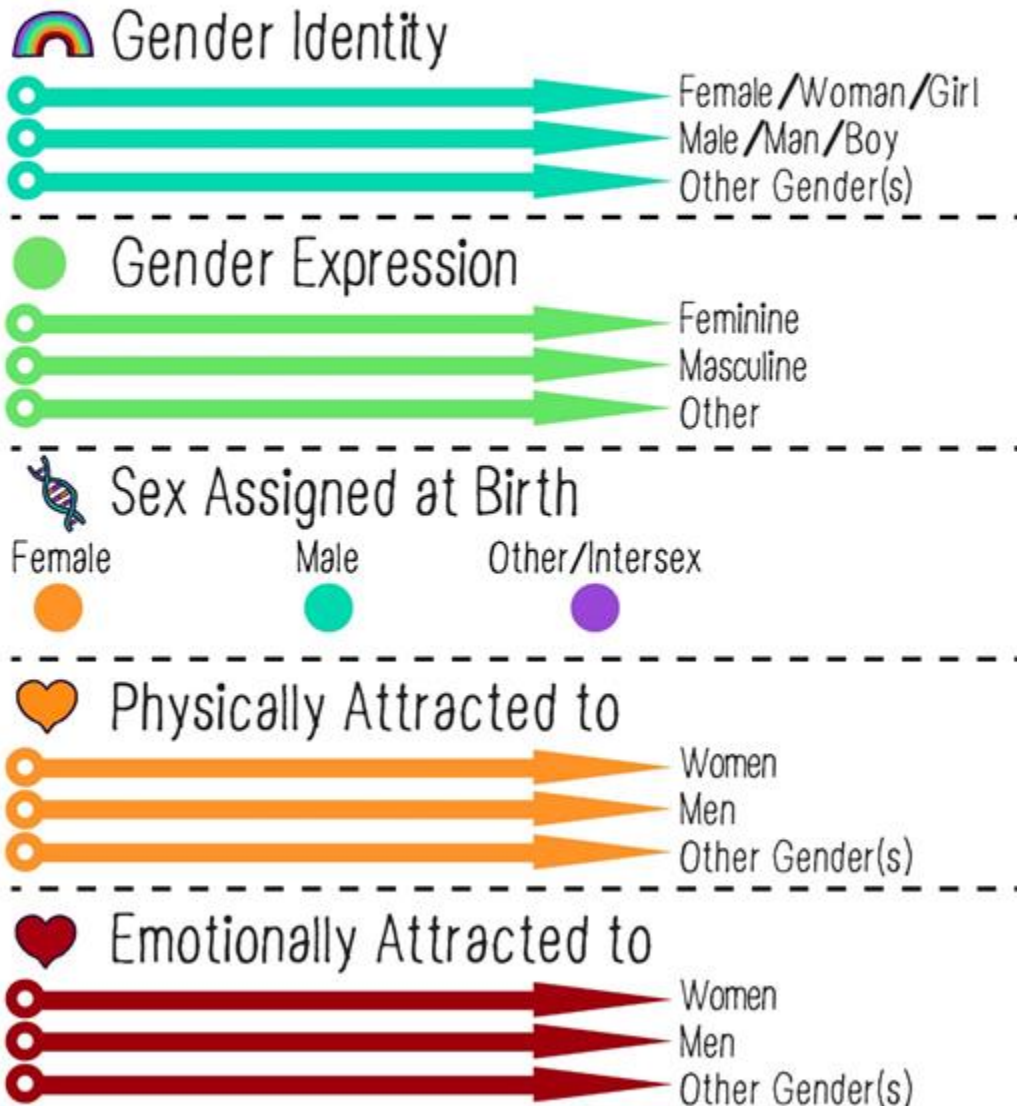 Gender Identity
Female/Woman/Girl
Male/Man/Boy
Other Gender(s)
Gender Expression
Feminine
Masculine
Other
Sex Assigned at Birth
Female Male Other/Intersex
Physically Attracted to
Women
Men
Other Gender(s)
Emotionally Attracted to
Women
Men
Other Gender(s)